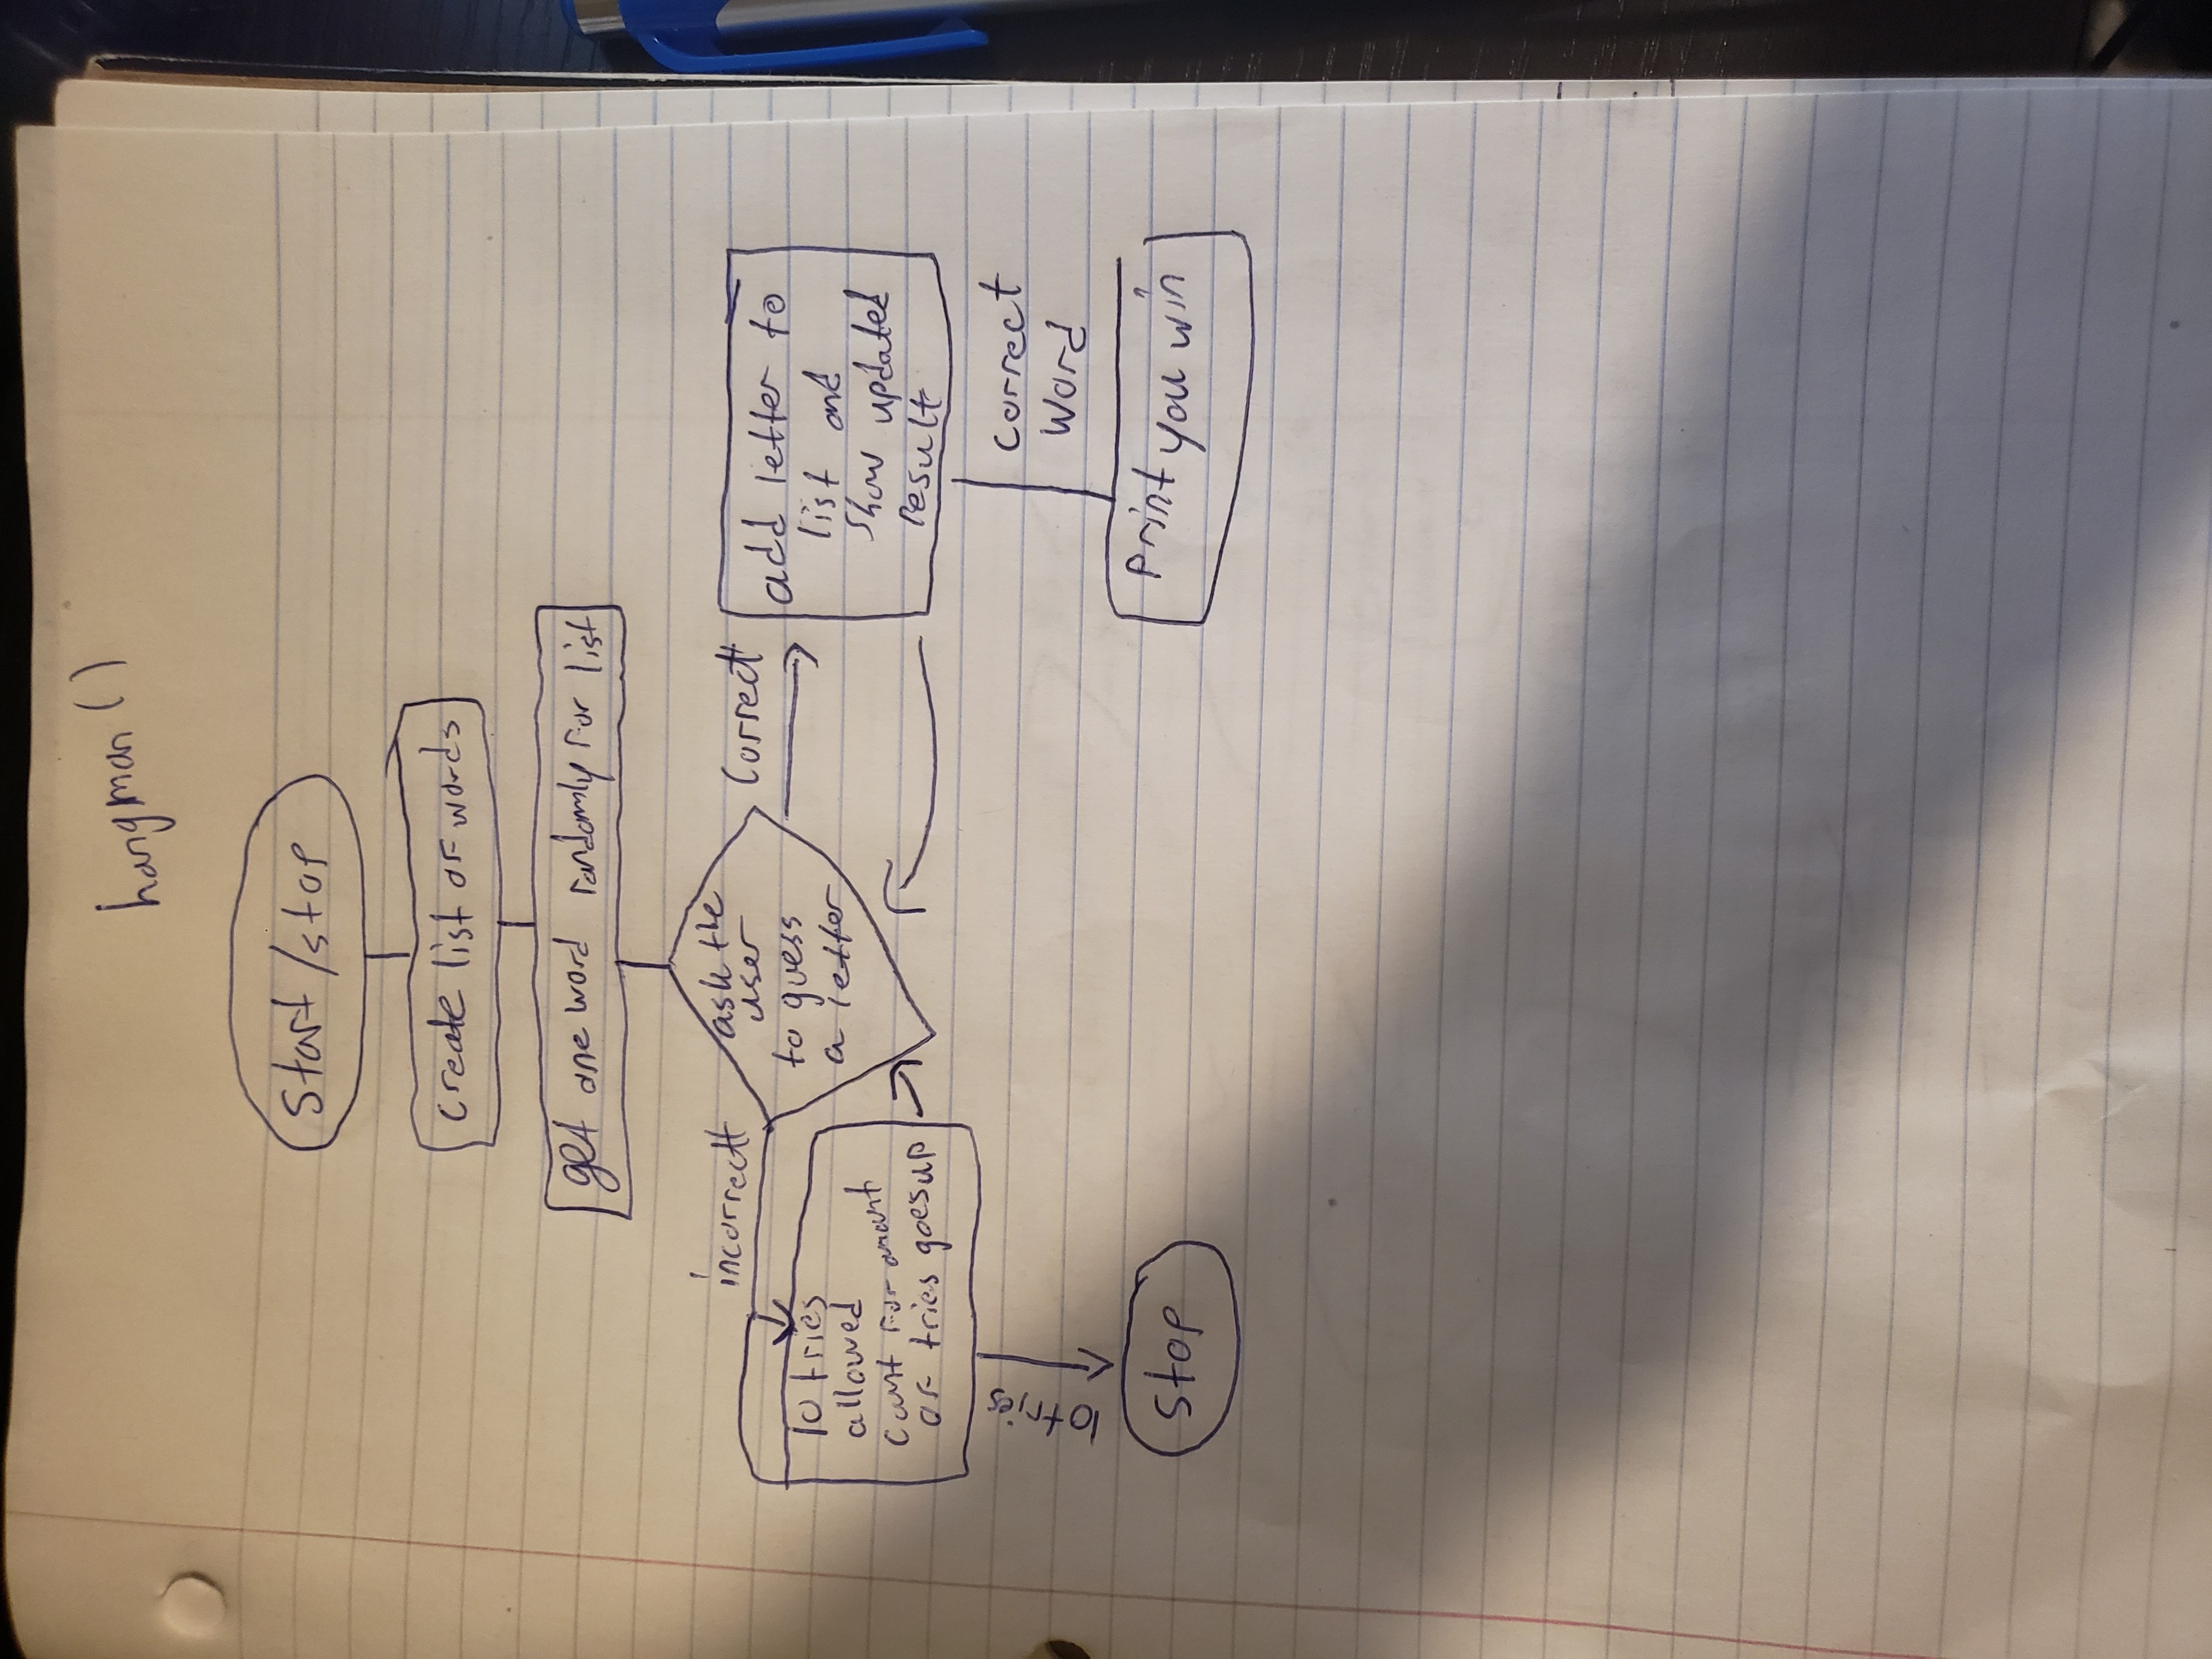 hangman ()
Start/stop
create list of words
get one word randomly for list
incorrect
ask the
user
to guess
a letter
Correct
10 tries
allowed
count for amount
of tries goes up
add letter to
list and
show updated
result
10 tries
Stop
correct
word
Print you win